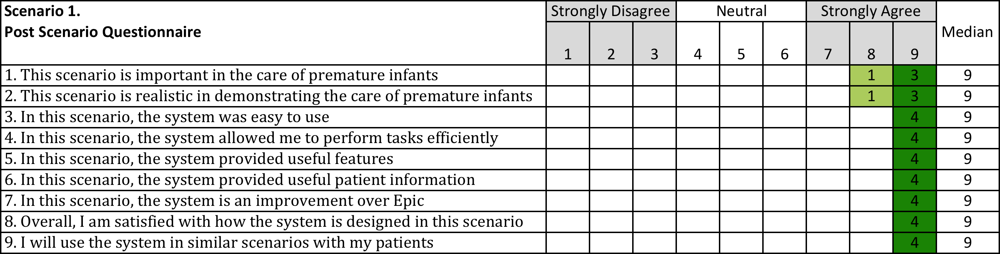 Scenario 1. Strongly Disagree Neutral Strongly Agree
Post Scenario Questionnaire Median
1 2 3 4 5 6 7 8 9
1. This scenario is important in the care of premature infants 1 3 9
2. This scenario is realistic in demonstrating the care of premature infants 1 3 9
3. In this scenario, the system was easy to use 4 9
4. In this scenario, the system allowed me to perform tasks efficiently 4 9
5. In this scenario, the system provided useful features 4 9
6. In this scenario, the system provided useful patient information 4 9
7. In this scenario, the system is an improvement over Epic 4 9
8. Overall, I am satisfied with how the system is designed in this scenario 4 9
9. I will use the system in similar scenarios with my patients 4 9